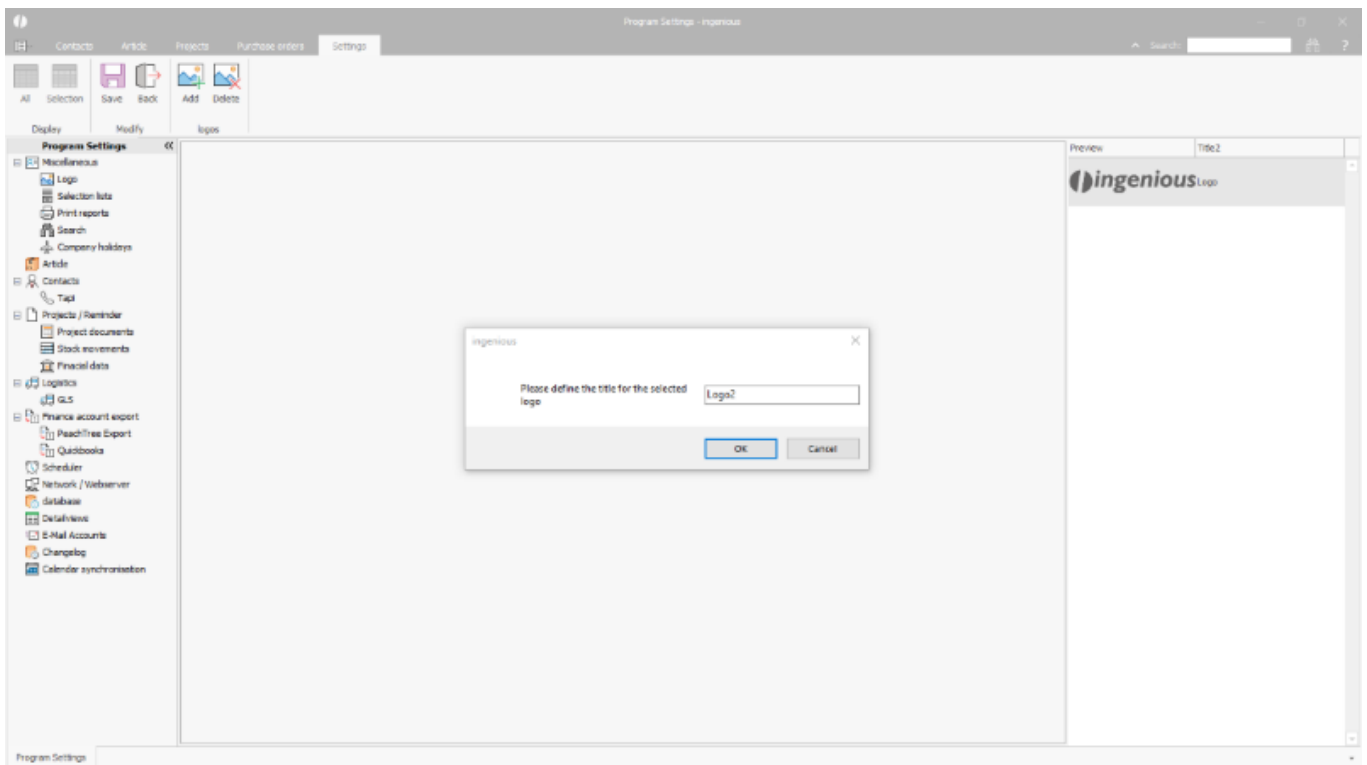 Program Settings - ingenious
Contacts Article Projects Purchase orders Settings Search: ?
All Selection Save Back Add Delete
Display Modify logos
Program Settings «
Preview Title2
Miscellaneous
Logo
ingenious Logo
Selection lists
Print reports
Search
Company holidays
Article
Contacts
Tapi
Projects / Reminder
Project documents
Stock movements
Finaciel data
Logistics
GLS
Finance account export
PeachTree Export
Quickbooks
Scheduler
Network / Webserver
database
Detailviews
E-Mail Accounts
Changelog
Calendar synchronisation
ingenious
Please define the title for the selected
logo
Logo2
OK Cancel
Program Settings